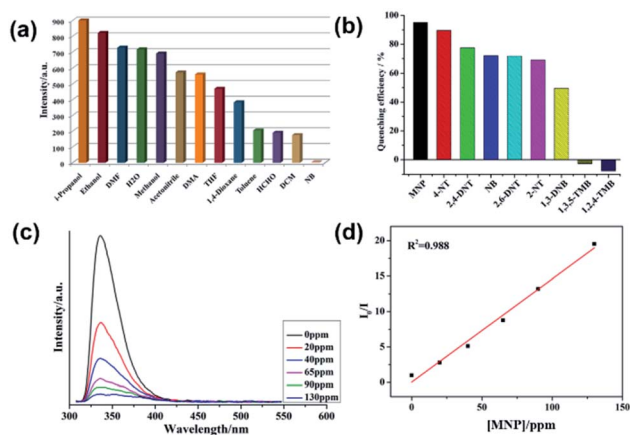 (a)
Intensity/a.u.
900
800
700
600
500
400
300
200
100
0
i-Propanol
Ethanol
DMF
H2O
Methanol
Acetonitrile
DMA
THF
1,4-Dioxane
Toluene
HCHO
DCM
NB
(b)
Quenching efficiency / %
100
80
60
40
20
0
MNP
4-NT
2,4-DNT
NB
2,6-DNT
2-NT
1,3-DNB
1,3,5-TMB
1,2,4-TMB
(c)
Intensity/a.u.
0ppm
20ppm
40ppm
65ppm
90ppm
130ppm
300 350 400 450 500 550 600
Wavelength/nm
(d)
R²=0.988
I₀/I
20
15
10
5
0
0 50 100 150
[MNP]/ppm